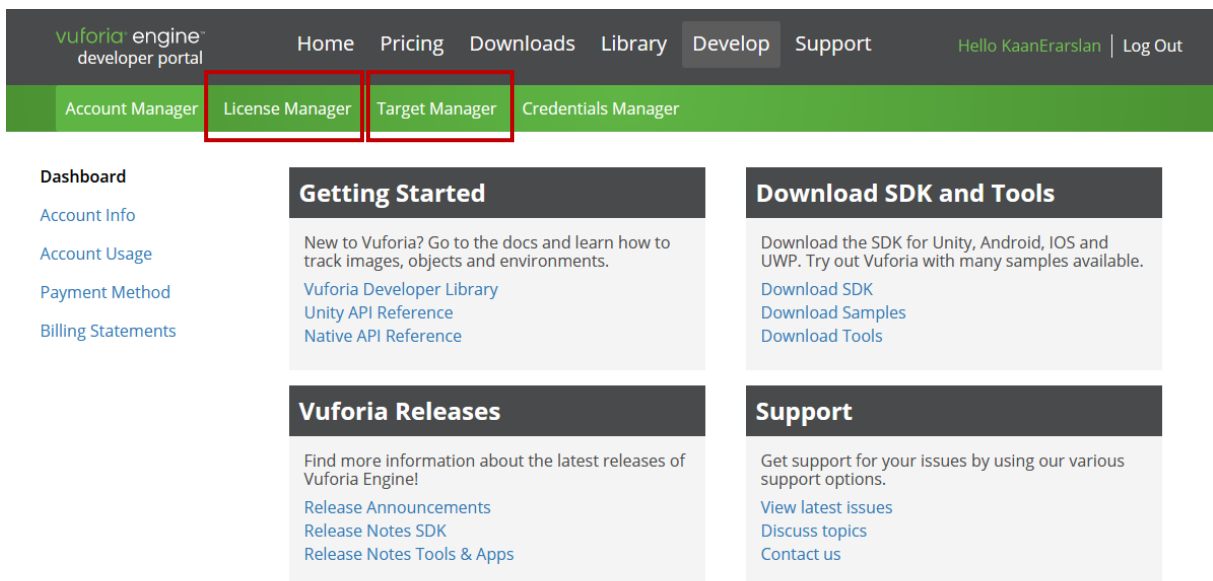 vuforia engine™
developer portal
Home Pricing Downloads Library Develop Support
Hello KaanErarslan | Log Out
Account Manager License Manager Target Manager Credentials Manager
Dashboard
Account Info
Account Usage
Payment Method
Billing Statements
Getting Started
New to Vuforia? Go to the docs and learn how to
track images, objects and environments.
Vuforia Developer Library
Unity API Reference
Native API Reference
Download SDK and Tools
Download the SDK for Unity, Android, IOS and
UWP. Try out Vuforia with many samples available.
Download SDK
Download Samples
Download Tools
Vuforia Releases
Find more information about the latest releases of
Vuforia Engine!
Release Announcements
Release Notes SDK
Release Notes Tools & Apps
Support
Get support for your issues by using our various
support options.
View latest issues
Discuss topics
Contact us